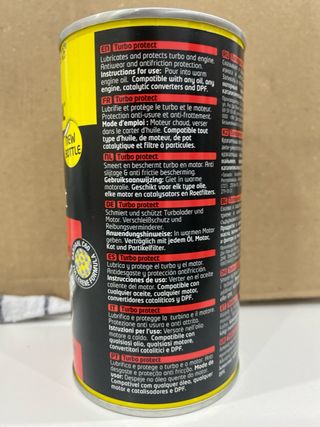 NEW
BOTTLE
EN Turbo protect
Lubricates and protects turbo and engine.
Antiwear and antifriction protection.
Instructions for use: Pour into warm
engine oil. Compatible with any oil, any
engine, catalytic converters and DPF.
FR Turbo protect
Lubrifie et protège le turbo et le moteur.
Protection anti-usure et anti-frottement.
Mode d'emploi : Moteur chaud, verser
dans le carter d'huile. Compatible tout
type d'huile, de moteur, de pot
catalytique et filtre à particules.
NL Turbo protect
Smeert en beschermt turbo en motor. Anti
slijtage & anti frictie bescherming.
Gebruiksaanwijzing: Giet in warme
motorolie. Geschikt voor elk type olie,
elke motor en katalysators en Roetfilters.
DE Turbo protect
Schmiert und schützt Turbolader und
Motor. Verschleißschutz und
Reibungsverminderer.
Anwendungshinweise: In warmen Motor
geben. Verträglich mit jedem Öl, Motor,
Kat und Partikelfilter.
ES Turbo protect
Lubrica y protege el turbo y el motor.
Antidesgaste y protección antifricción.
Instrucciones de uso: Verter en el aceite
caliente del motor. Compatible con
cualquier aceite, cualquier motor,
convertidores catalíticos y DPF.
IT Turbo protect
Lubrifica e protegge la turbina e il motore.
Protezione anti usura e anti attrito.
Istruzioni per l'uso: Versare nell'olio
motore a caldo. Compatibile con
qualsiasi olio, qualsiasi motore,
convertitori catalitici e DPF.
PT Turbo protect
Lubrifica e protege o turbo e o motor. Anti
desgaste e proteção anti fricção. Modo de
uso: Despeje no óleo quente do motor.
Compatível com qualquer óleo, qualquer
motor, catalisadores e DPF.